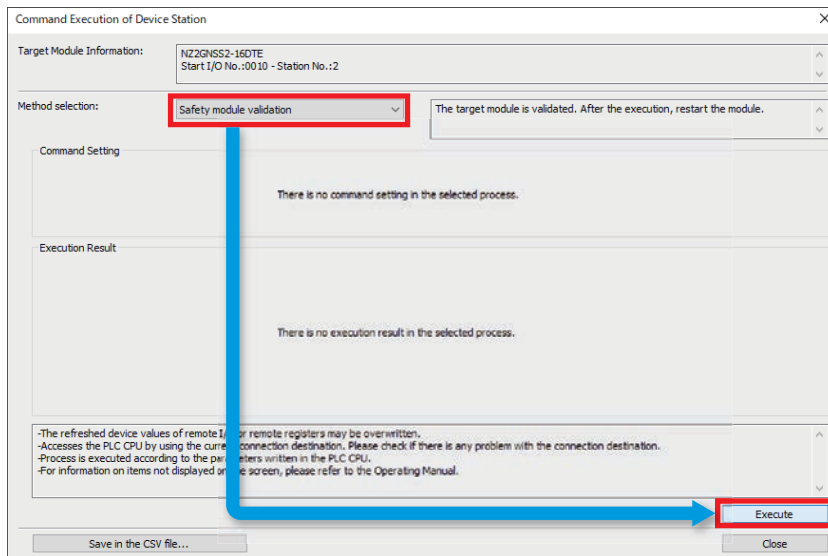 Command Execution of Device Station
Target Module Information:
NZ2GNSS2-16DTE
Start I/O No.:0010 - Station No.:2
Method selection:
Safety module validation
The target module is validated. After the execution, restart the module.
Command Setting
There is no command setting in the selected process.
Execution Result
There is no execution result in the selected process.
-The refreshed device values of remote I/ or remote registers may be overwritten.
-Accesses the PLC CPU by using the curr connection destination. Please check if there is any problem with the connection destination.
-Process is executed according to the par ters written in the PLC CPU.
-For information on items not displayed on e screen, please refer to the Operating Manual.
Execute
Save in the CSV file...
Close